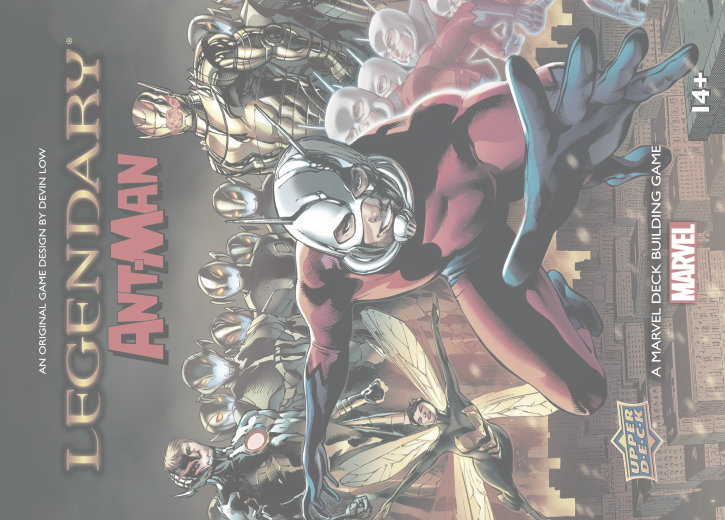 AN ORIGINAL GAME DESIGN BY DEVIN LOW
LEGENDARY®
ANT-MAN
14+
A MARVEL DECK BUILDING GAME
MARVEL
UPPER
DECK®